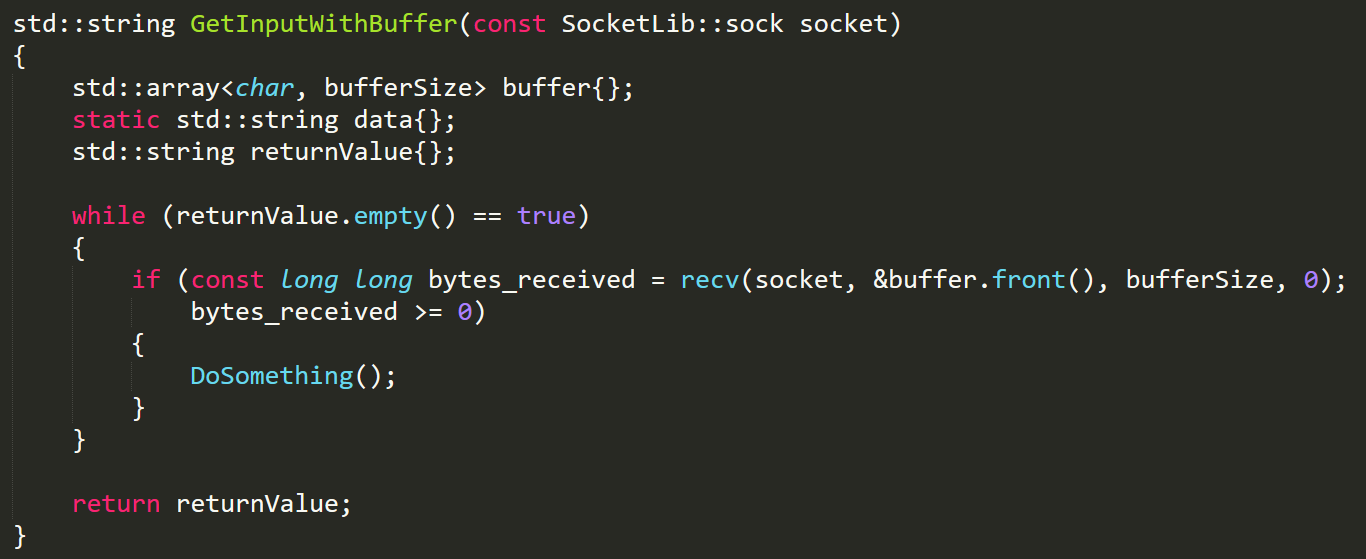 std::string GetInputWithBuffer(const SocketLib::sock socket)
{
    std::array<char, bufferSize> buffer{};
    static std::string data{};
    std::string returnValue{};

    while (returnValue.empty() == true)
    {
        if (const long long bytes_received = recv(socket, &buffer.front(), bufferSize, 0);
            bytes_received >= 0)
        {
            DoSomething();
        }
    }

    return returnValue;
}